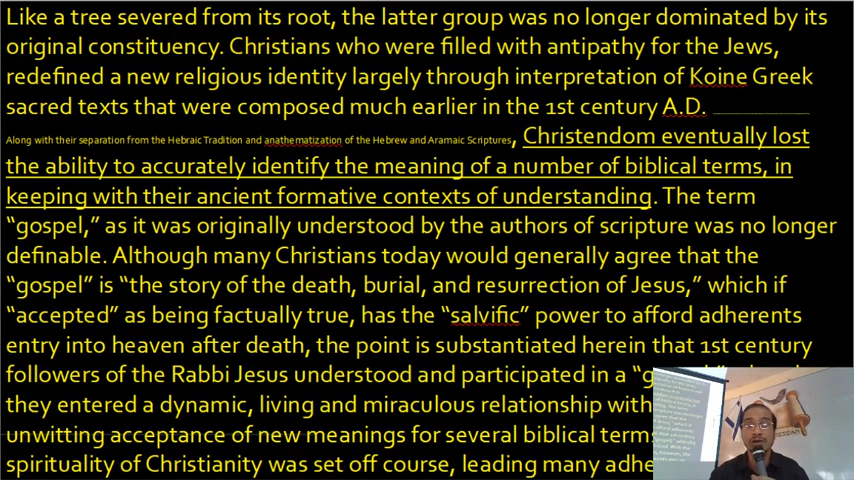 Like a tree severed from its root, the latter group was no longer dominated by its
original constituency. Christians who were filled with antipathy for the Jews,
redefined a new religious identity largely through interpretation of Koine Greek
sacred texts that were composed much earlier in the 1st century A.D.
Along with their separation from the Hebraic Tradition and anathematization of the Hebrew and Aramaic Scriptures, Christendom eventually lost
the ability to accurately identify the meaning of a number of biblical terms, in
keeping with their ancient formative contexts of understanding. The term
“gospel,” as it was originally understood by the authors of scripture was no longer
definable. Although many Christians today would generally agree that the
“gospel” is “the story of the death, burial, and resurrection of Jesus,” which if
“accepted” as being factually true, has the “salvific” power to afford adherents
entry into heaven after death, the point is substantiated herein that 1st century
followers of the Rabbi Jesus understood and participated in a
they entered a dynamic, living and miraculous relationship with
unwitting acceptance of new meanings for several biblical terms
spirituality of Christianity was set off course, leading many